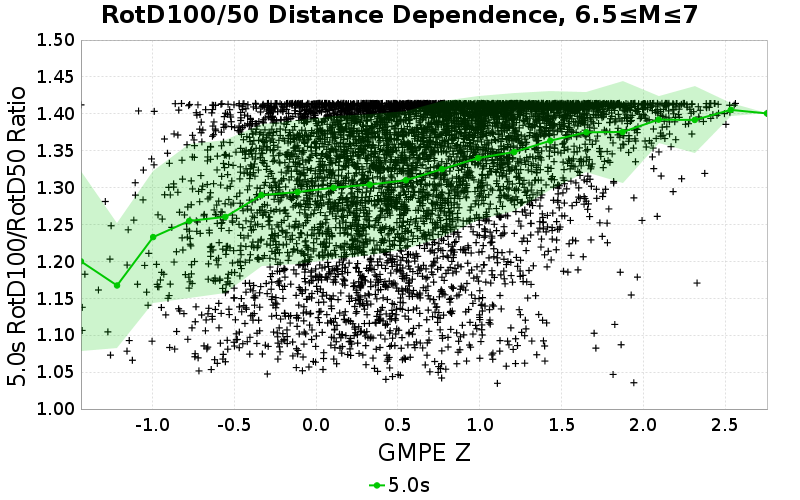 RotD100/50 Distance Dependence, 6.5≤M≤7
5.0s RotD100/RotD50 Ratio
1.50
1.45
1.40
1.35
1.30
1.25
1.20
1.15
1.10
1.05
1.00
-1.0 -0.5 0.0 0.5 1.0 1.5 2.0 2.5
GMPE Z
5.0s